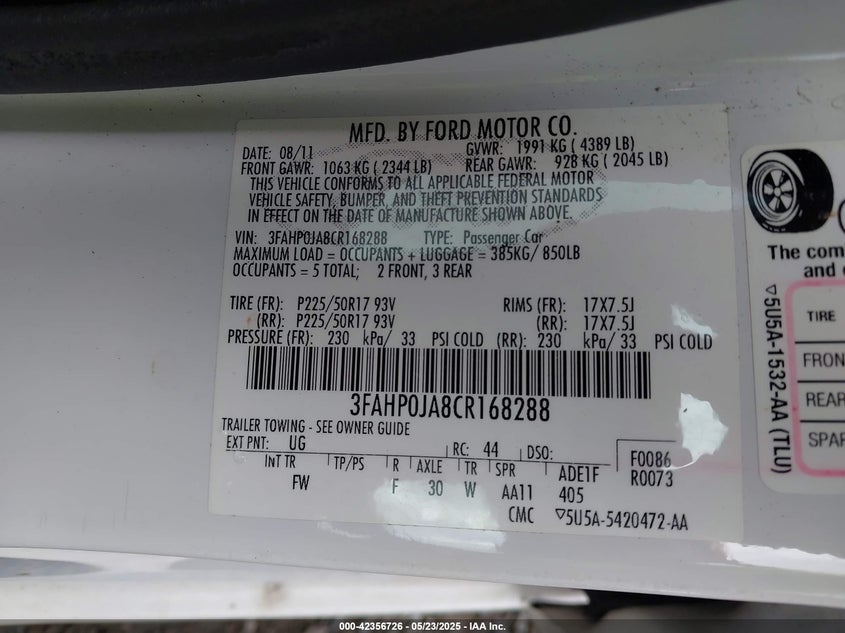 MFD. BY FORD MOTOR CO.
DATE: 08/11 GVWR: 1991 KG ( 4389 LB)
FRONT GAWR: 1063 KG ( 2344 LB) REAR GAWR: 928 KG ( 2045 LB)
THIS VEHICLE CONFORMS TO ALL APPLICABLE FEDERAL MOTOR
VEHICLE SAFETY, BUMPER, AND THEFT PREVENTION STANDARDS
IN EFFECT ON THE DATE OF MANUFACTURE SHOWN ABOVE.
VIN: 3FAHP0JA8CR168288 TYPE: Passenger Car
MAXIMUM LOAD = OCCUPANTS + LUGGAGE = 385KG/ 850LB
OCCUPANTS = 5 TOTAL; 2 FRONT, 3 REAR
TIRE (FR): P225/50R17 93V RIMS (FR): 17X7.5J
(RR): P225/50R17 93V (RR): 17X7.5J
PRESSURE (FR): 230 kPa/ 33 PSI COLD (RR): 230 kPa/ 33 PSI COLD
3FAHP0JA8CR168288
TRAILER TOWING - SEE OWNER GUIDE
EXT PNT: UG RC: 44 DSO: F0086
INT TR TP/PS R AXLE TR SPR ADE1F R0073
FW F 30 W AA11 405
CMC ▽5U5A-5420472-AA
The com
and
▽5U5A-1532-AA (TLU)
TIRE
FRON
REAR
SPAR
000-42356726 - 05/23/2025 - IAA Inc.